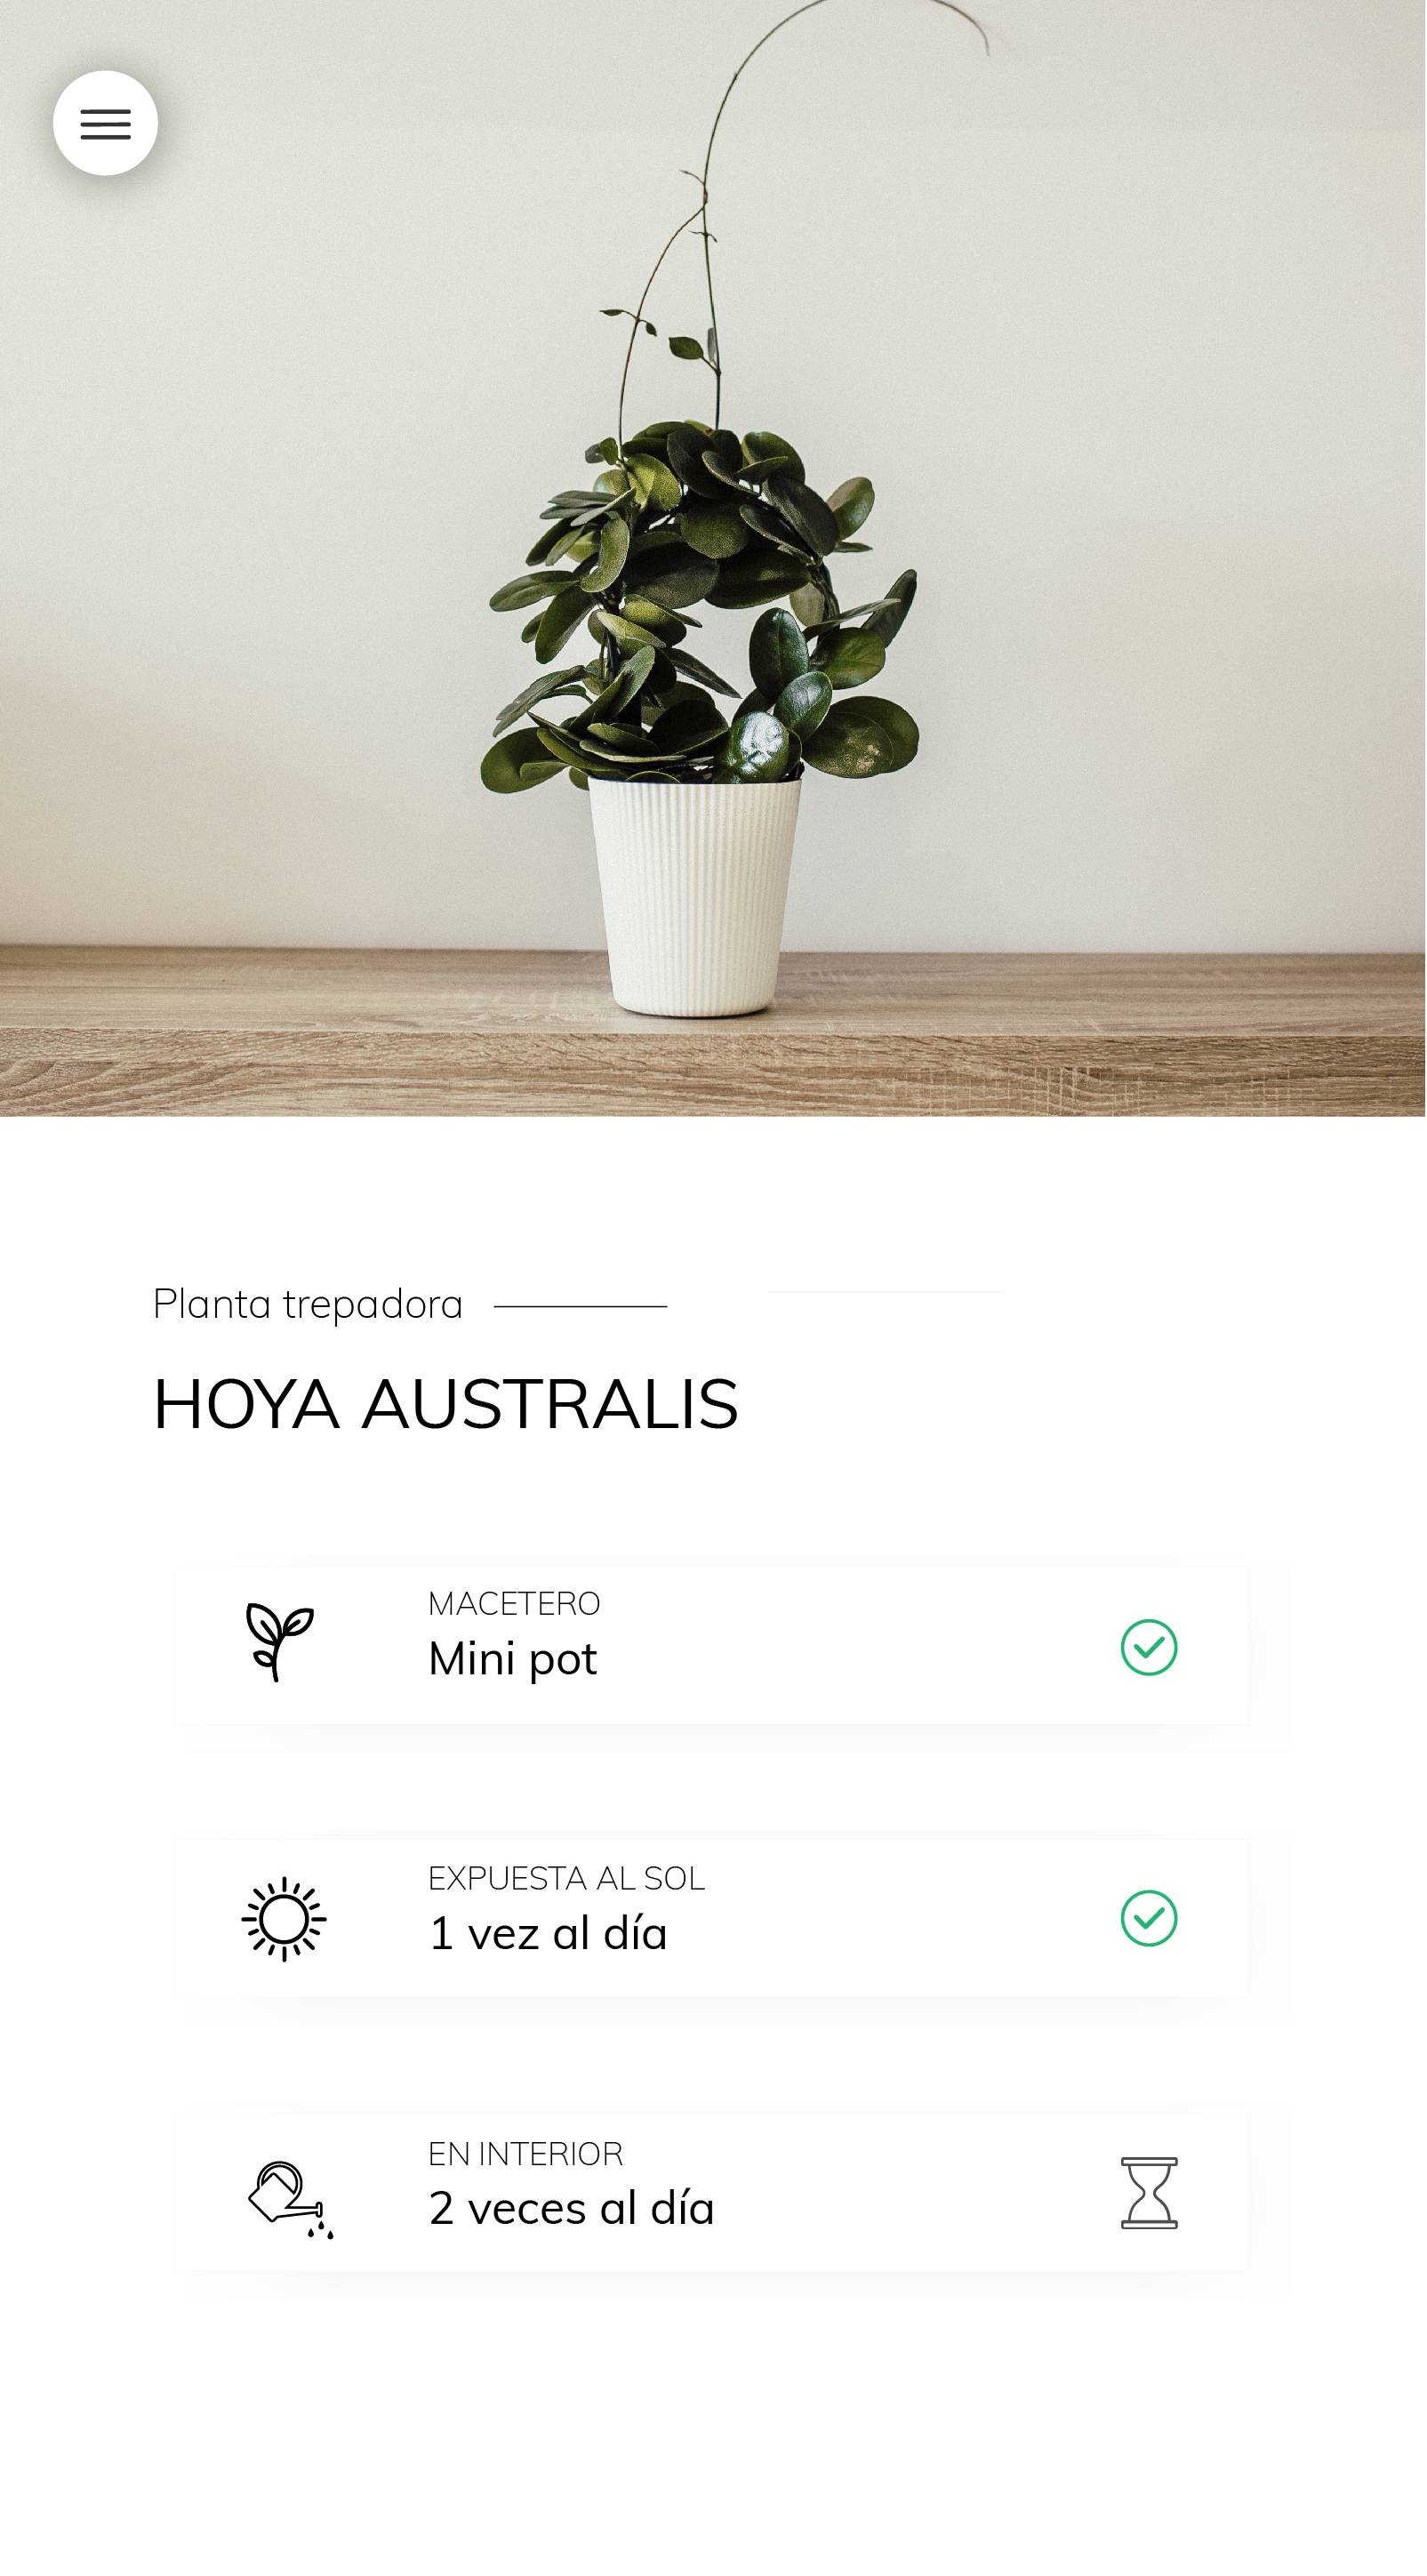 Planta trepadora
HOYA AUSTRALIS
MACETERO
Mini pot
EXPUESTA AL SOL
1 vez al día
EN INTERIOR
2 veces al día